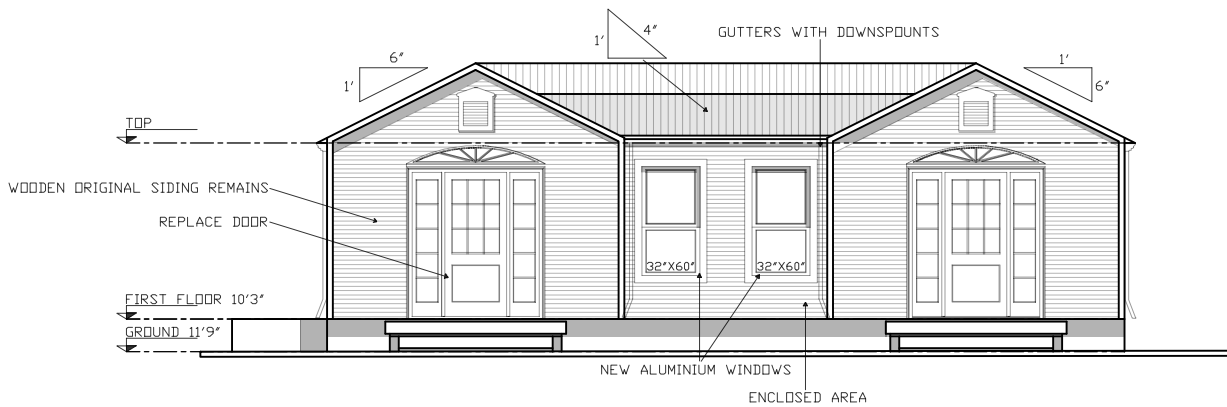 4"
1'
GUTTERS WITH DOWNSPOUNTS
6"
1'
1'
6"
TOP
WOODEN ORIGINAL SIDING REMAINS
REPLACE DOOR
32"X60"
32"X60"
FIRST FLOOR 10'3"
GROUND 11'9"
NEW ALUMINIUM WINDOWS
ENCLOSED AREA